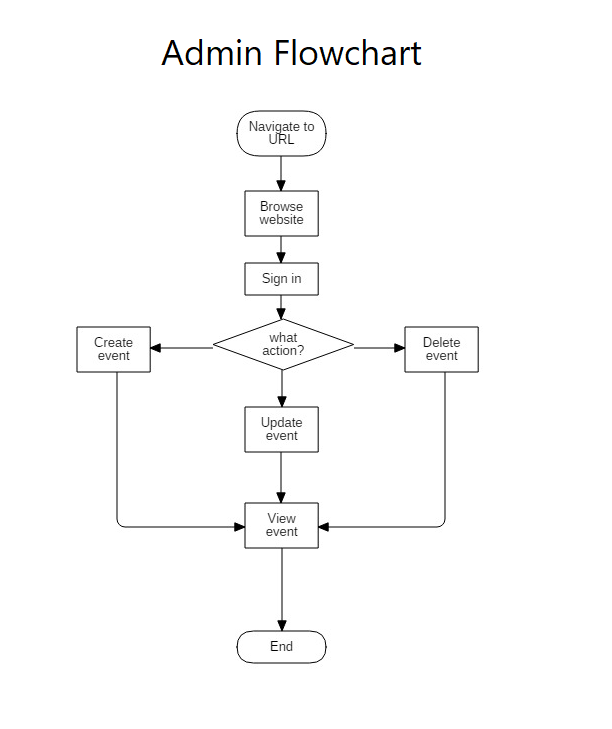 Admin Flowchart
Navigate to
URL
Browse
website
Sign in
what
action?
Create
event
Delete
event
Update
event
View
event
End